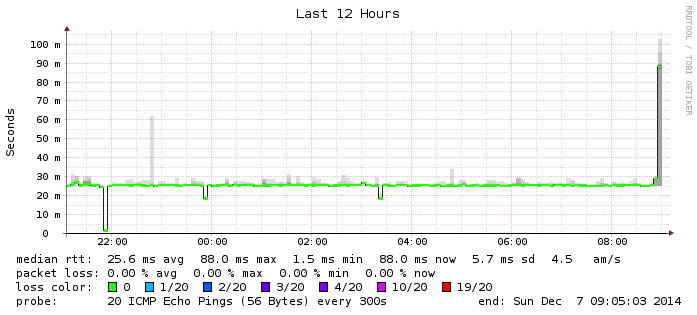 Last 12 Hours
RRDTOOL / TOBI OETIKER
Seconds
100 m
90 m
80 m
70 m
60 m
50 m
40 m
30 m
20 m
10 m
0
22:00 00:00 02:00 04:00 06:00 08:00
median rtt: 25.6 ms avg 88.0 ms max 1.5 ms min 88.0 ms now 5.7 ms sd 4.5 am/s
packet loss: 0.00 % avg 0.00 % max 0.00 % min 0.00 % now
loss color: 0 1/20 2/20 3/20 4/20 10/20 19/20
probe: 20 ICMP Echo Pings (56 Bytes) every 300s end: Sun Dec 7 09:05:03 2014